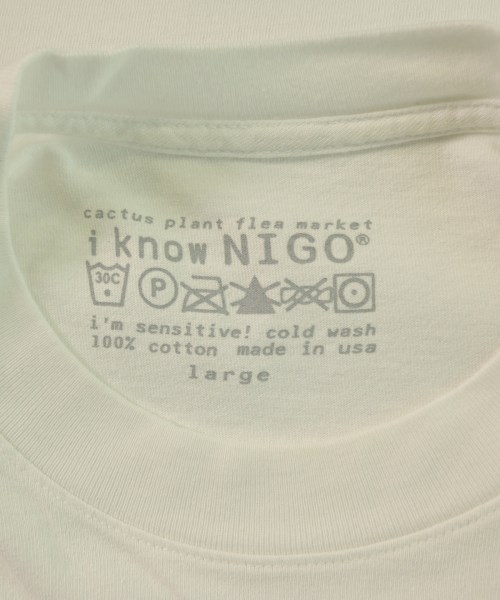 cactus plant flea market
i know NIGO®
30C P
i'm sensitive! cold wash
100% cotton made in usa
large